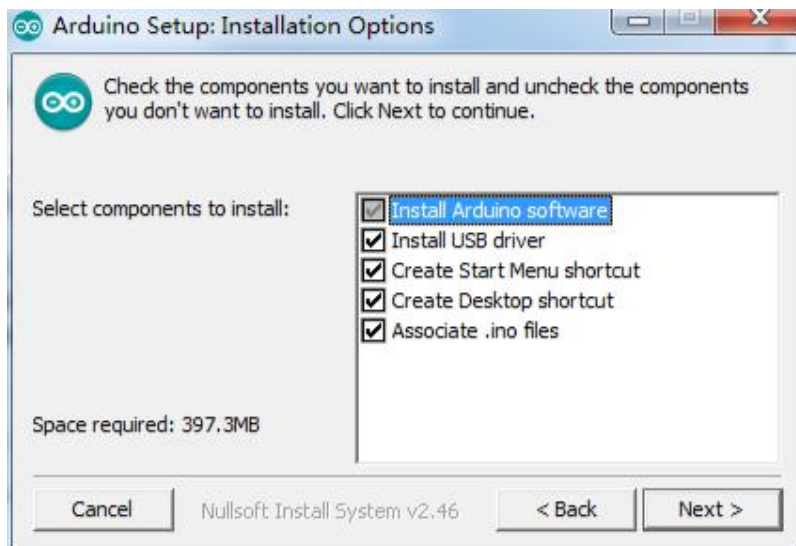 Arduino Setup: Installation Options
Check the components you want to install and uncheck the components
you don't want to install. Click Next to continue.
Select components to install:
Install Arduino software
Install USB driver
Create Start Menu shortcut
Create Desktop shortcut
Associate .ino files
Space required: 397.3MB
Cancel
Nullsoft Install System v2.46
< Back
Next >